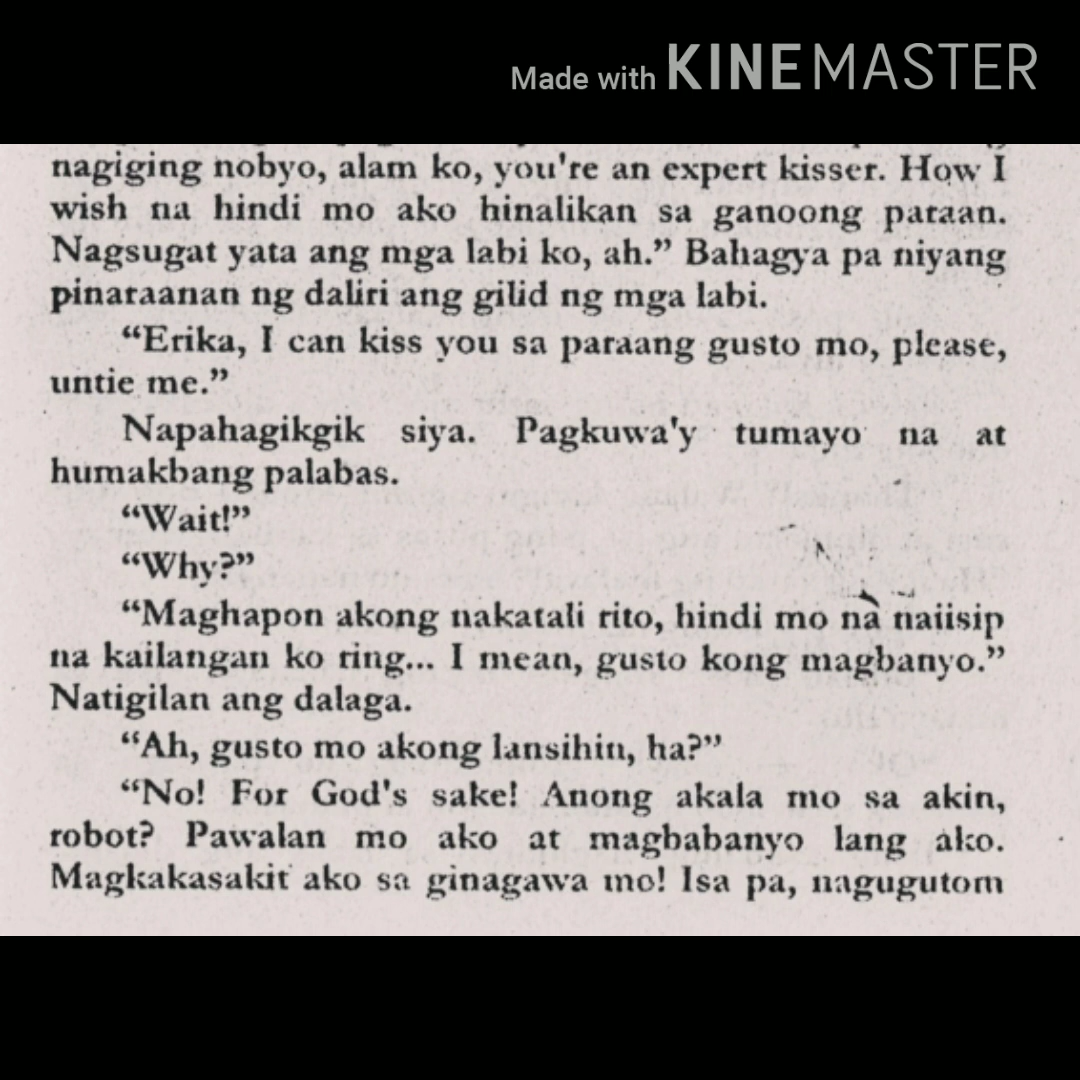 Made with KINEMASTER
nagiging nobyo, alam ko, you're an expert kisser. How I
wish na hindi mo ako hinalikan sa ganoong paraan.
Nagsugat yata ang mga labi ko, ah.” Bahagya pa niyang
pinaraanan ng daliri ang gilid ng mga labi.
“Erika, I can kiss you sa paraang gusto mo, please,
untie me.”
Napahagikgik siya. Pagkuwa'y tumayo na at
humakbang palabas.
“Wait!”
“Why?”
“Maghapon akong nakatali rito, hindi mo na naiisip
na kailangan ko ring... I mean, gusto kong magbanyo.”
Natigilan ang dalaga.
“Ah, gusto mo akong lansihin, ha?”
“No! For God's sake! Anong akala mo sa akin,
robot? Pawalan mo ako at magbabanyo lang ako.
Magkakasakit ako sa ginagawa mo! Isa pa, nagugutom